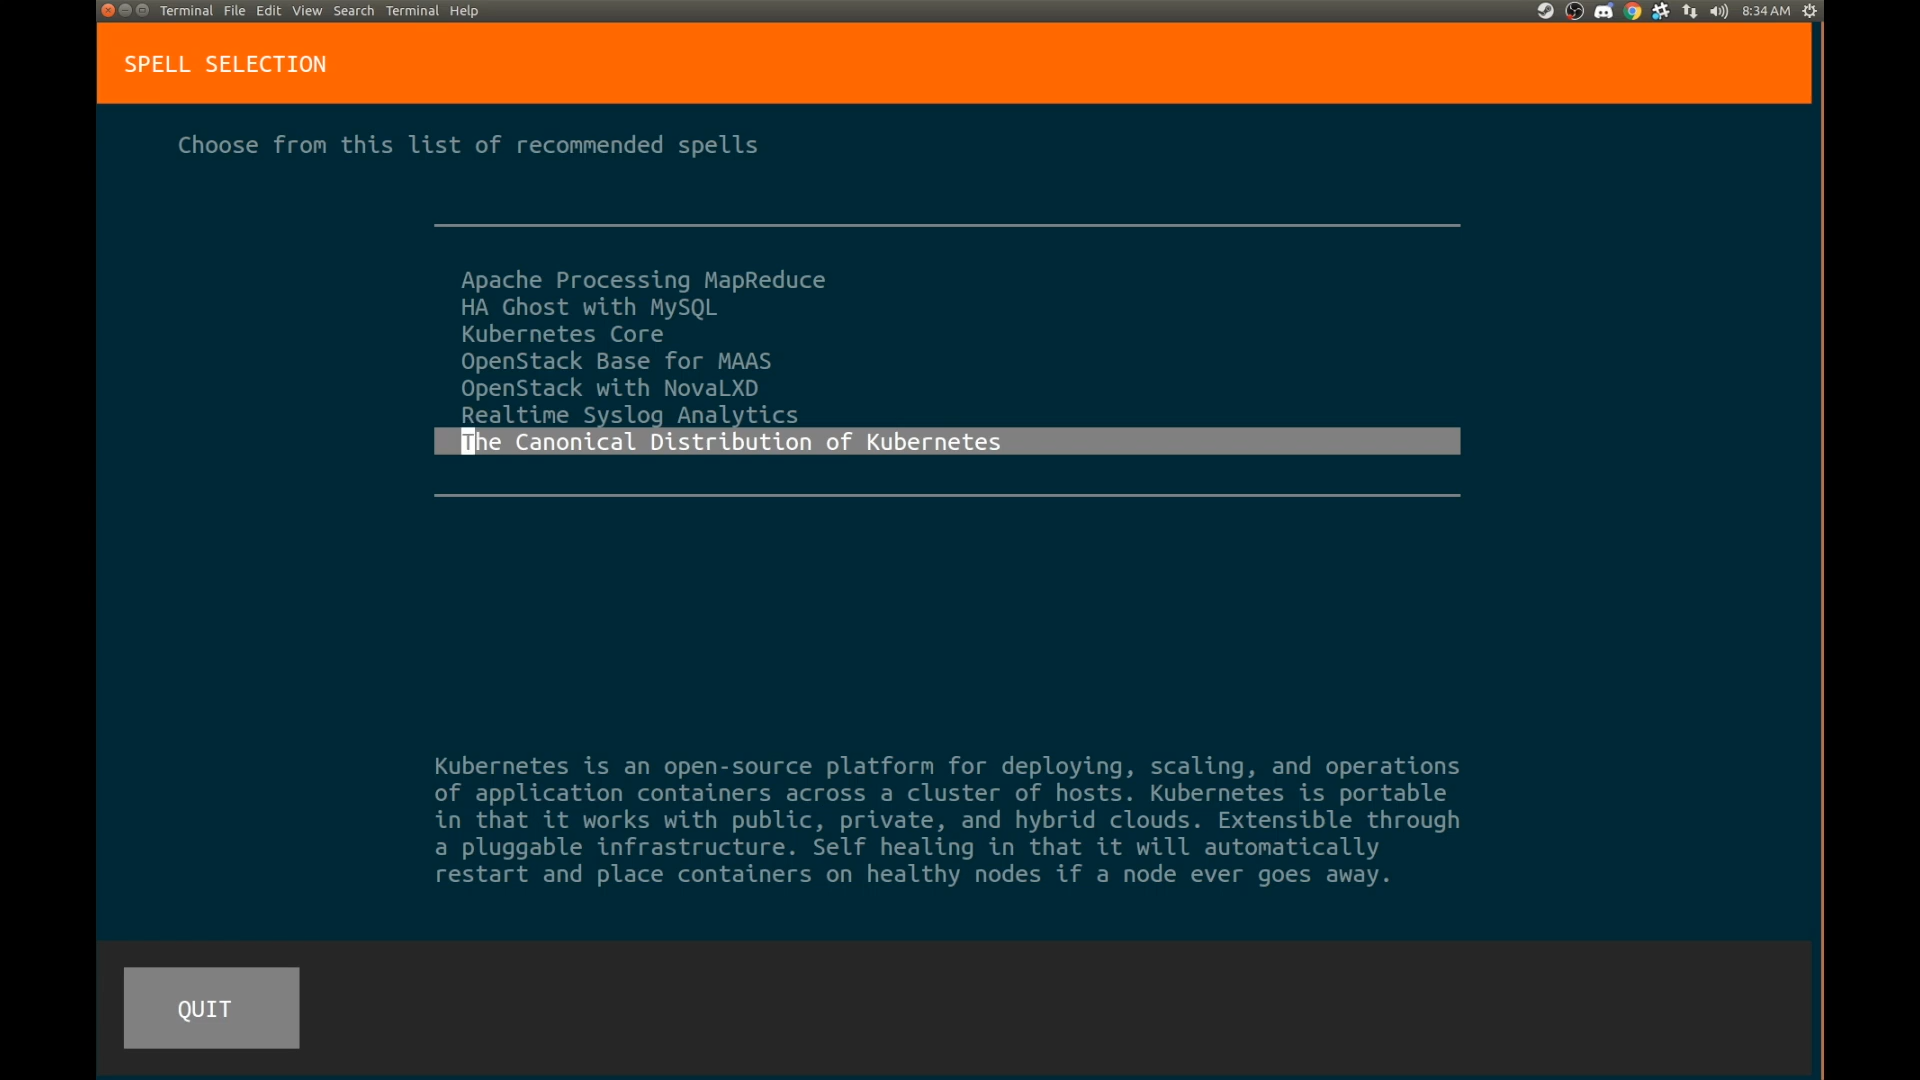 Terminal File Edit View Search Terminal Help 8:34 AM
SPELL SELECTION
Choose from this list of recommended spells
Apache Processing MapReduce
HA Ghost with MySQL
Kubernetes Core
OpenStack Base for MAAS
OpenStack with NovaLXD
Realtime Syslog Analytics
The Canonical Distribution of Kubernetes
Kubernetes is an open-source platform for deploying, scaling, and operations
of application containers across a cluster of hosts. Kubernetes is portable
in that it works with public, private, and hybrid clouds. Extensible through
a pluggable infrastructure. Self healing in that it will automatically
restart and place containers on healthy nodes if a node ever goes away.
QUIT